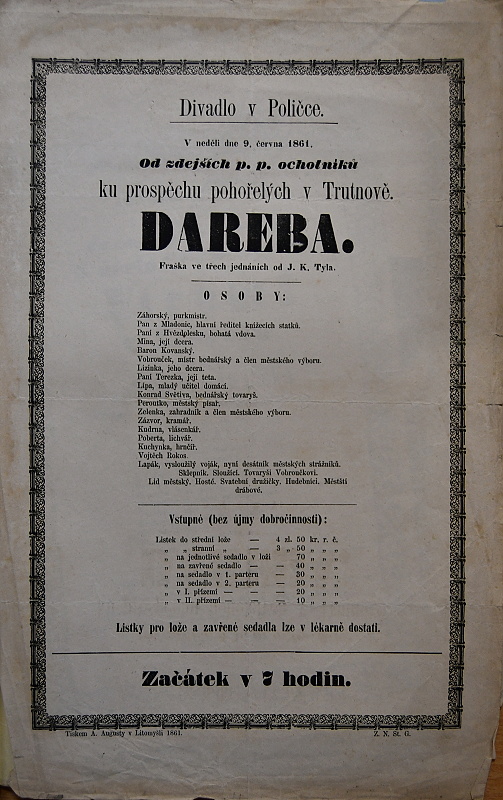 Divadlo v Poličce.
V neděli dne 9. června 1861.
Od zdejších p. p. ochotníků
ku prospěchu pohořelých v Trutnově.
DAREBA.
Fraška ve třech jednáních od J. K. Tyla.
OSOBY:
Záhorský, purkmistr.
Pan z Mladonic, hlavní ředitel knížecích statků.
Paní z Hvězdplesku, bohatá vdova.
Mína, její dcera.
Baron Kovanský.
Vobrouček, mistr bednářský a člen městského výboru.
Lizinka, jeho dcera.
Paní Terezka, její teta.
Lípa, mladý učitel domácí.
Konrad Světiva, bednářský tovaryš.
Peroutko, městský písař.
Zelenka, zahradník a člen městského výboru.
Zázvor, kramář.
Kudrna, vlásenkář.
Poberta, lichvář.
Kuchynka, hrnčíř.
Vojtěch Rokos.
Lapák, vysloužilý voják, nyní desátník městských strážníků.
Sklepník. Sloužící. Tovaryši Vobroučkovi.
Lid městský. Hosté. Svatební družičky. Hudebníci. Městští
drábové.
Vstupné (bez újmy dobročinnosti):
Lístek do střední lože — 4 zl. 50 kr. r. č.
„ „ stranní „ — 3 „ 50 „ „ „
„ na jednotlivé sedadlo v loži 70 „ „ „
„ na zavřené sedadlo — — 40 „ „ „
„ na sedadlo v 1. parteru — 30 „ „ „
„ na sedadlo v 2. parteru — 20 „ „ „
„ v I. přízemí — — — 20 „ „ „
„ v II. přízemí — — — 10 „ „ „
Lístky pro lože a zavřené sedadla lze v lékarně dostati.
Začátek v 7 hodin.
Tiskem A. Augusty v Litomyšli 1861.
Z. N. St. G.